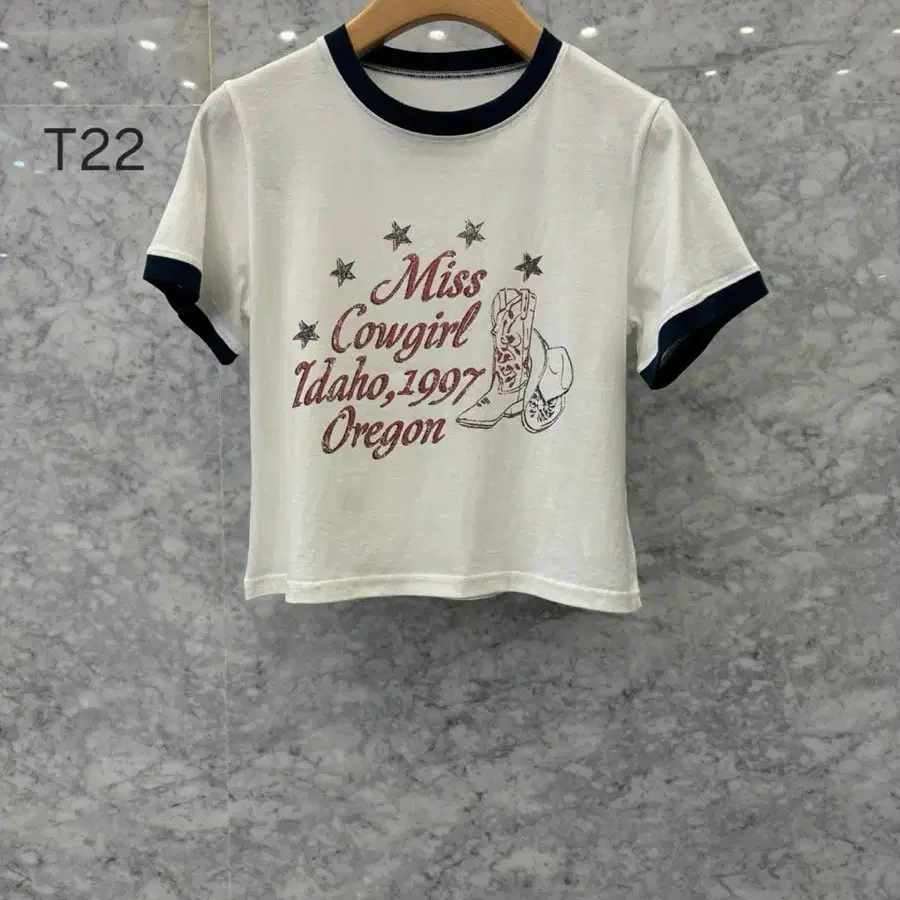 T22
Miss
Cowgirl
Idaho,1997
Oregon